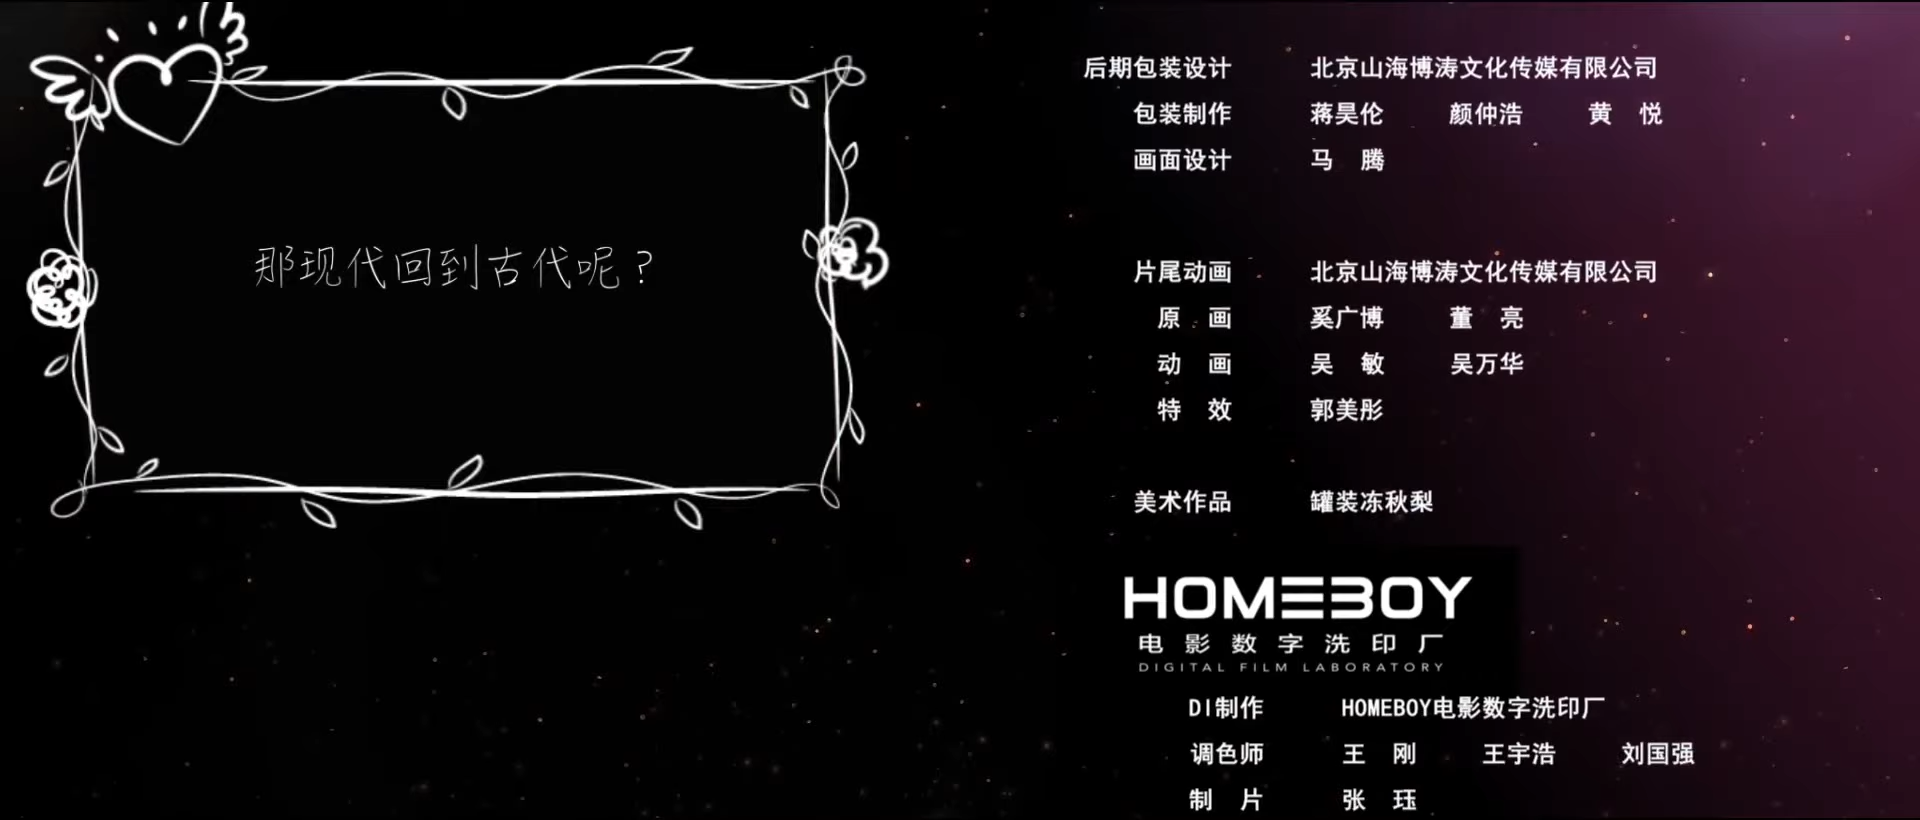 那现代回到古代呢？
后期包装设计 北京山海博涛文化传媒有限公司
包装制作 蒋昊伦 颜仲浩 黄 悦
画面设计 马 腾
片尾动画 北京山海博涛文化传媒有限公司
原 画 奚广博 董 亮
动 画 吴 敏 吴万华
特 效 郭美彤
美术作品 罐装冻秋梨
HOMEBOY
电影数字洗印厂
DIGITAL FILM LABORATORY
DI制作 HOMEBOY电影数字洗印厂
调色师 王 刚 王宇浩 刘国强
制 片 张 珏